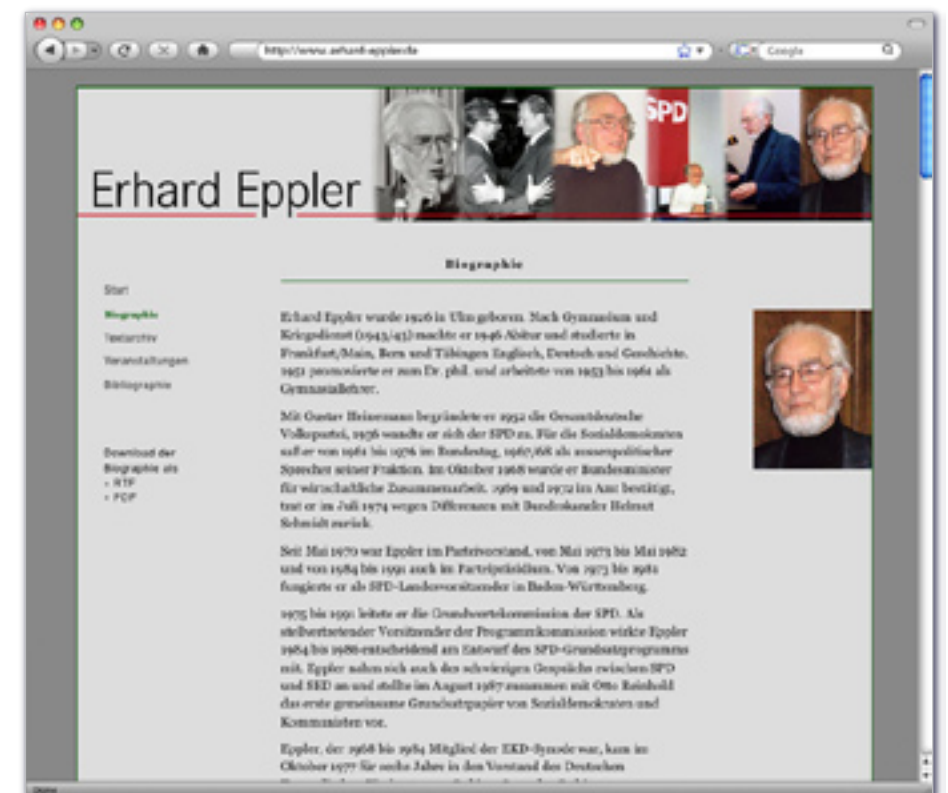 http://www.erhard-eppler.de
Google
SPD
Erhard Eppler
Biographie
Start
Biographie
Textarchiv
Veranstaltungen
Bibliographie
Download der
Biographie als
RTF
PDF
Erhard Eppler wurde 1926 in Ulm geboren. Nach Gymnasium und
Kriegsdienst (1943/45) machte er 1946 Abitur und studierte in
Frankfurt/Main, Bern und Tübingen Englisch, Deutsch und Geschichte.
1951 promovierte er zum Dr. phil. und arbeitete von 1953 bis 1961 als
Gymnasiallehrer.
Mit Gustav Heinemann begründete er 1952 die Gesamtdeutsche
Volkspartei, 1956 wandte er sich der SPD zu. Für die Sozialdemokraten
saß er von 1961 bis 1976 im Bundestag, 1967/68 als aussenpolitischer
Sprecher seiner Fraktion. Im Oktober 1968 wurde er Bundesminister
für wirtschaftliche Zusammenarbeit. 1969 und 1972 im Amt bestätigt,
trat er im Juli 1974 wegen Differenzen mit Bundeskanzler Helmut
Schmidt zurück.
Seit Mai 1970 war Eppler im Parteivorstand, von Mai 1973 bis Mai 1982
und von 1984 bis 1991 auch im Parteipräsidium. Von 1973 bis 1981
fungierte er als SPD-Landesvorsitzender in Baden-Württemberg.
1975 bis 1991 leitete er die Grundwertekommission der SPD. Als
stellvertretender Vorsitzender der Programmkommission wirkte Eppler
1984 bis 1986 entscheidend am Entwurf des SPD-Grundsatzprogramms
mit. Eppler nahm sich auch des schwierigen Gesprächs zwischen SPD
und SED an und stellte im August 1987 zusammen mit Otto Reinhold
das erste gemeinsame Grundsatzpapier von Sozialdemokraten und
Kommunisten vor.
Eppler, der 1968 bis 1984 Mitglied der EKD-Synode war, kam im
Oktober 1977 für sechs Jahre in den Vorstand des Deutschen